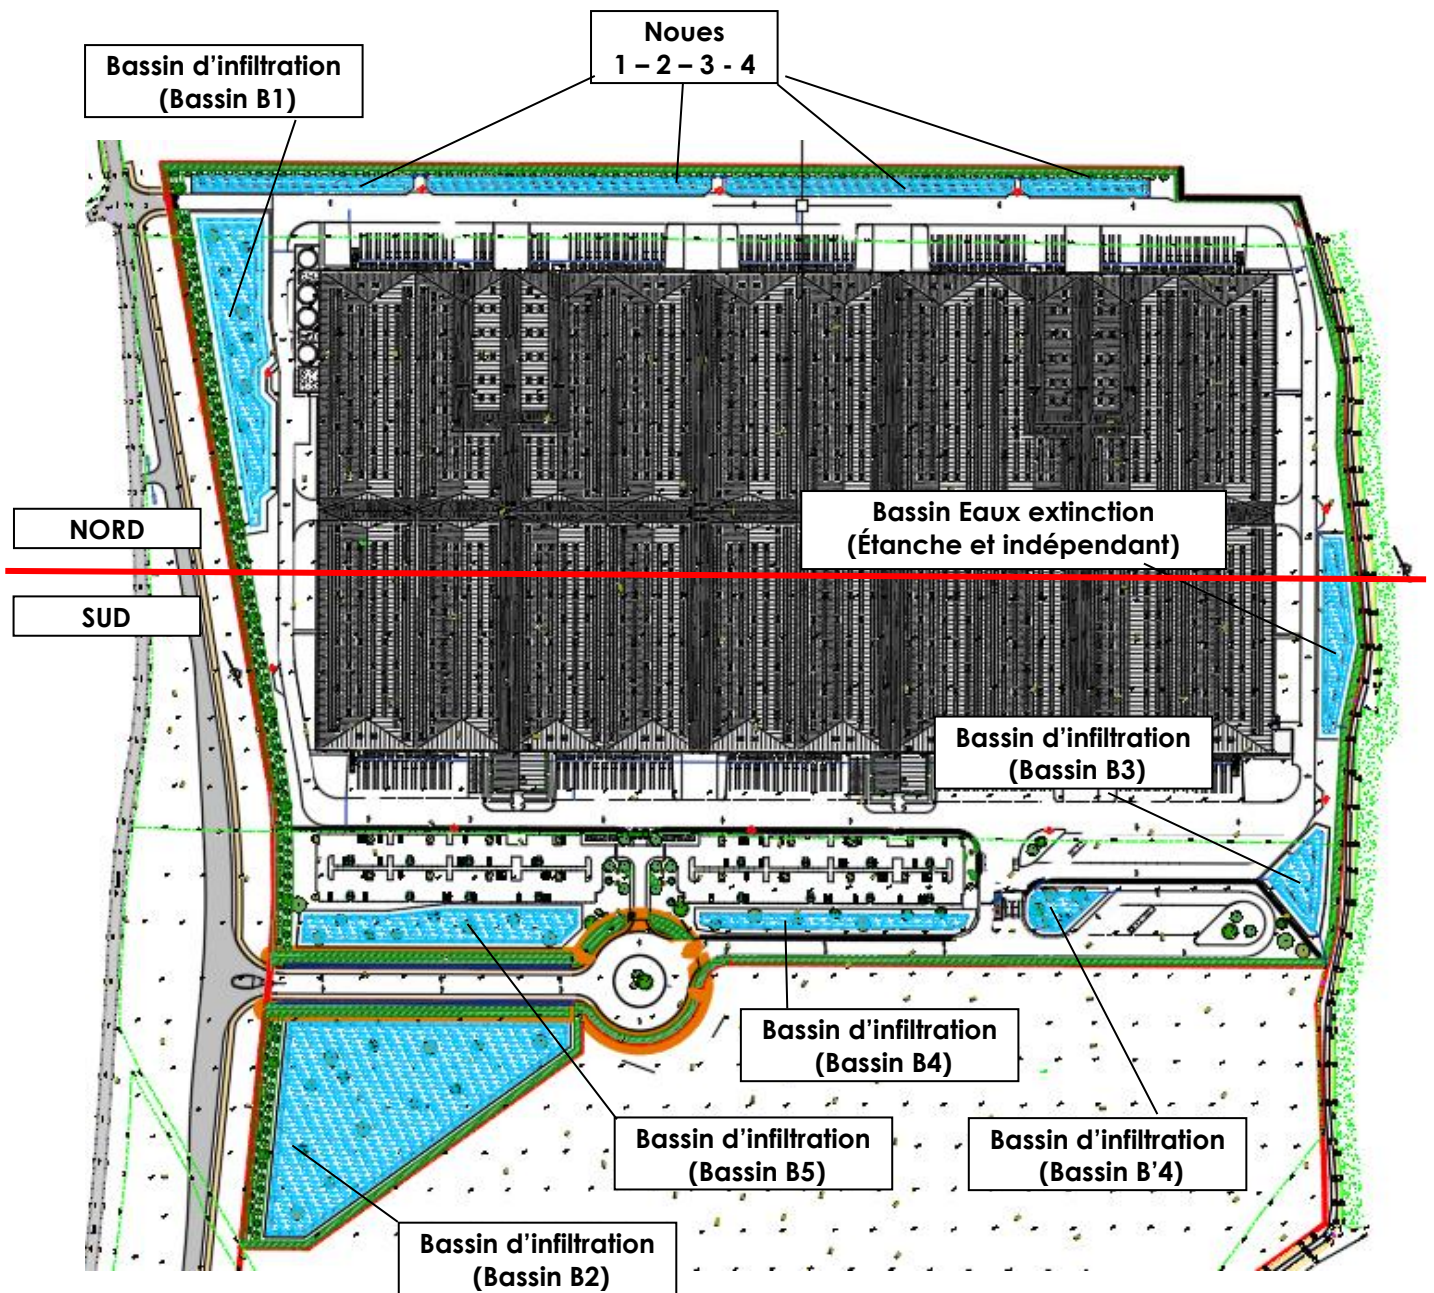 Noues
1 – 2 – 3 - 4
Bassin d’infiltration
(Bassin B1)
Bassin Eaux extinction
(Étanche et indépendant)
NORD
SUD
Bassin d’infiltration
(Bassin B3)
Bassin d’infiltration
(Bassin B4)
Bassin d’infiltration
(Bassin B5)
Bassin d’infiltration
(Bassin B’4)
Bassin d’infiltration
(Bassin B2)